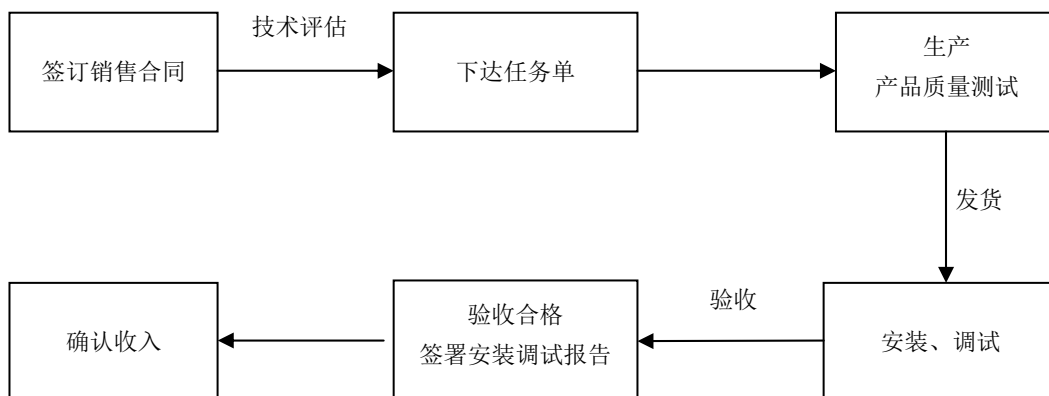 签订销售合同
技术评估
下达任务单
生产
产品质量测试
发货
安装、调试
验收
验收合格
签署安装调试报告
确认收入